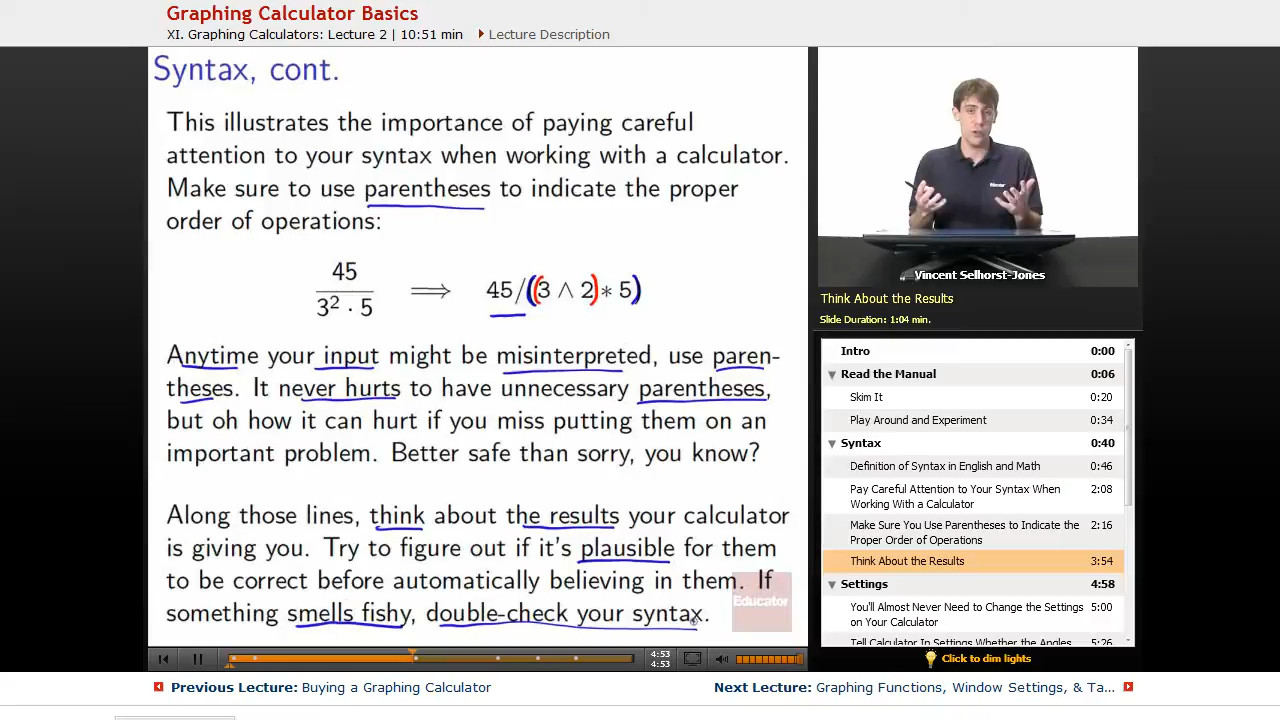 Graphing Calculator Basics
XI. Graphing Calculators: Lecture 2 | 10:51 min
Lecture Description
Syntax, cont.
This illustrates the importance of paying careful
attention to your syntax when working with a calculator.
Make sure to use parentheses to indicate the proper
order of operations:
45
3² · 5
⟹ 45/((3 ∧ 2) ∗ 5)
Anytime your input might be misinterpreted, use paren-
theses. It never hurts to have unnecessary parentheses,
but oh how it can hurt if you miss putting them on an
important problem. Better safe than sorry, you know?
Along those lines, think about the results your calculator
is giving you. Try to figure out if it's plausible for them
to be correct before automatically believing in them. If
something smells fishy, double-check your syntax.
Educator
Vincent Selhorst-Jones
Think About the Results
Slide Duration: 1:04 min.
Intro 0:00
Read the Manual 0:06
Skim It 0:20
Play Around and Experiment 0:34
Syntax 0:40
Definition of Syntax in English and Math 0:46
Pay Careful Attention to Your Syntax When 2:08
Working With a Calculator
Make Sure You Use Parentheses to Indicate the 2:16
Proper Order of Operations
Think About the Results 3:54
Settings 4:58
You'll Almost Never Need to Change the Settings 5:00
on Your Calculator
Tell Calculator In Settings Whether the Angles 5:26
4:53
4:53
Click to dim lights
Previous Lecture: Buying a Graphing Calculator
Next Lecture: Graphing Functions, Window Settings, & Ta...